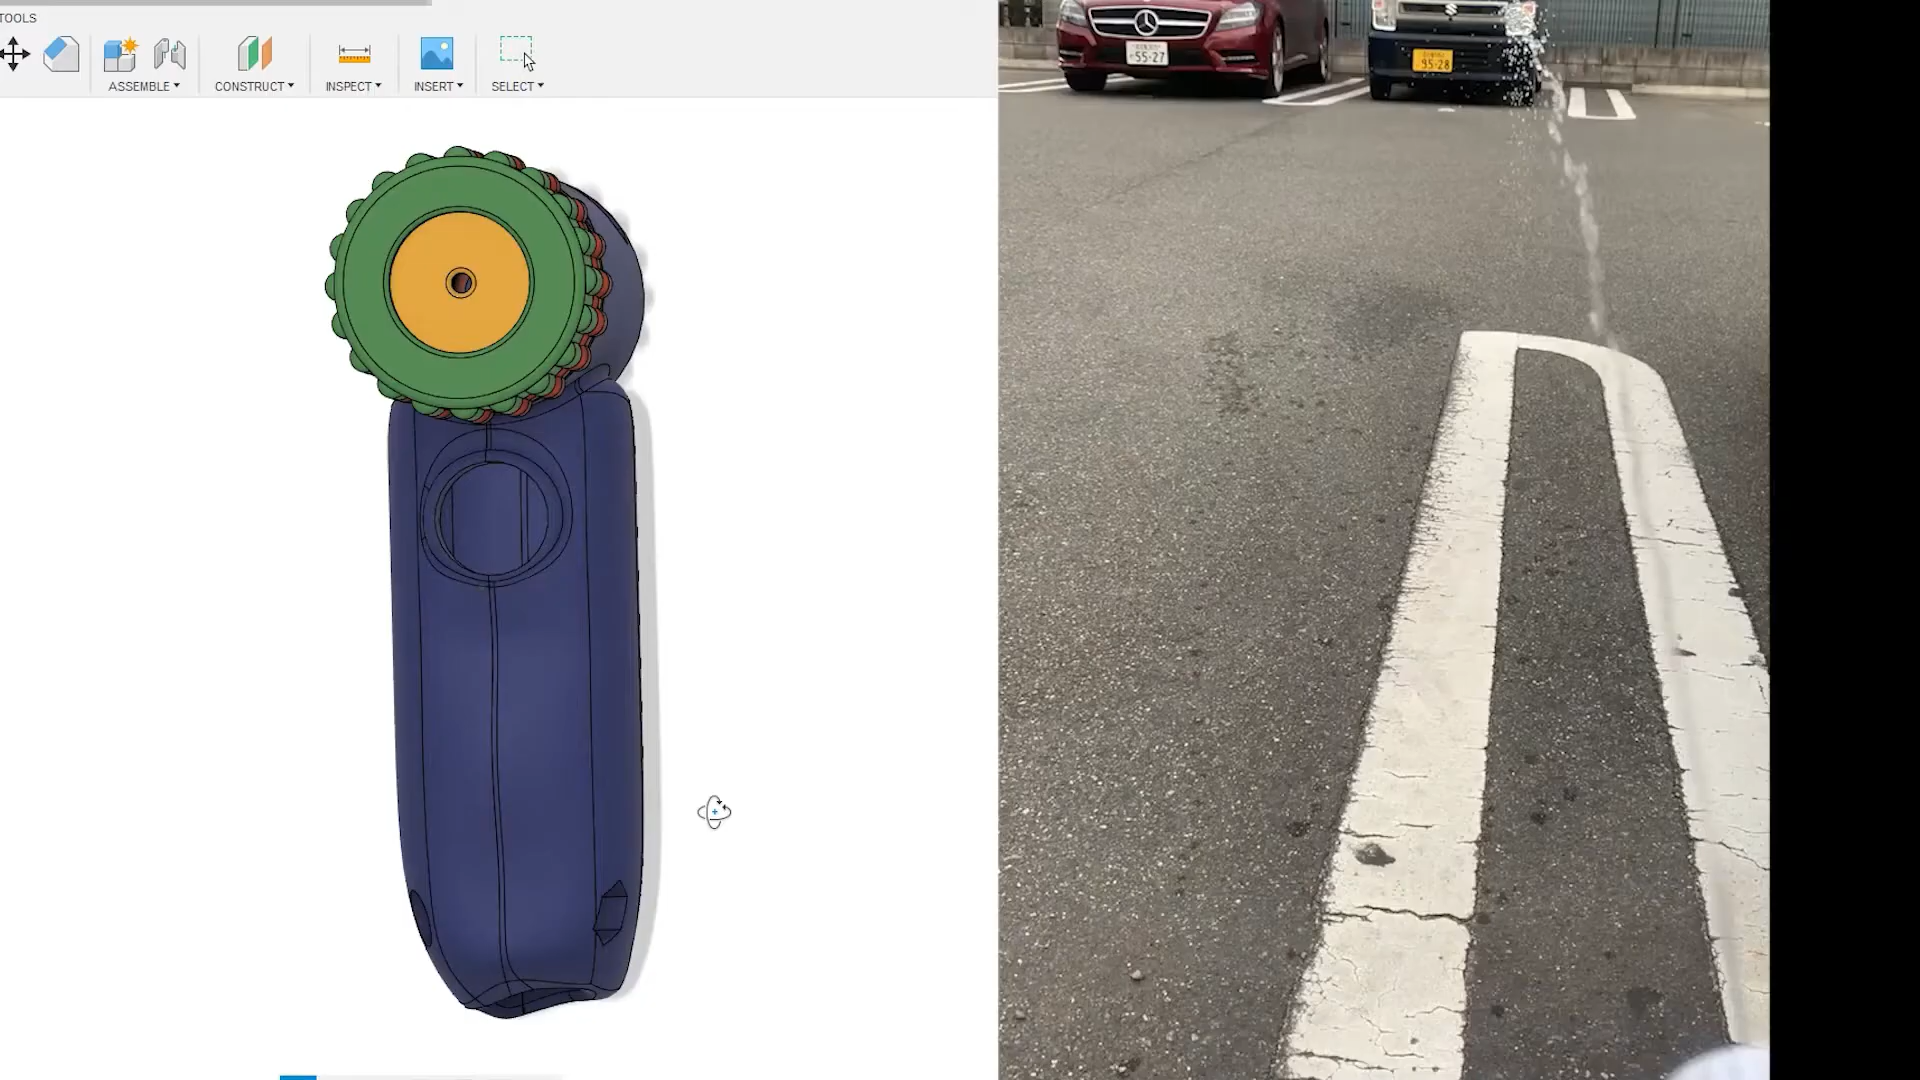 TOOLS
ASSEMBLE
CONSTRUCT
INSPECT
INSERT
SELECT
55-27
95-28